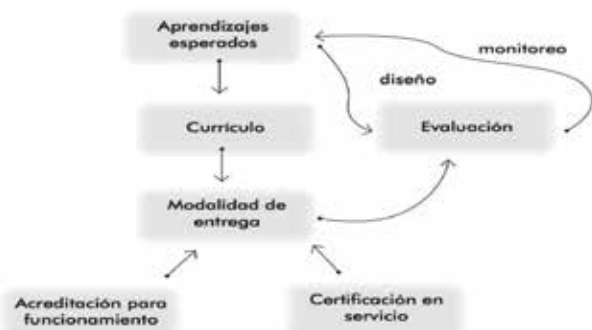 Aprendizajes
esperados
monitoreo
diseño
Currículo
Evaluación
Modalidad de
entrega
Acreditación para
funcionamiento
Certificación en
servicio